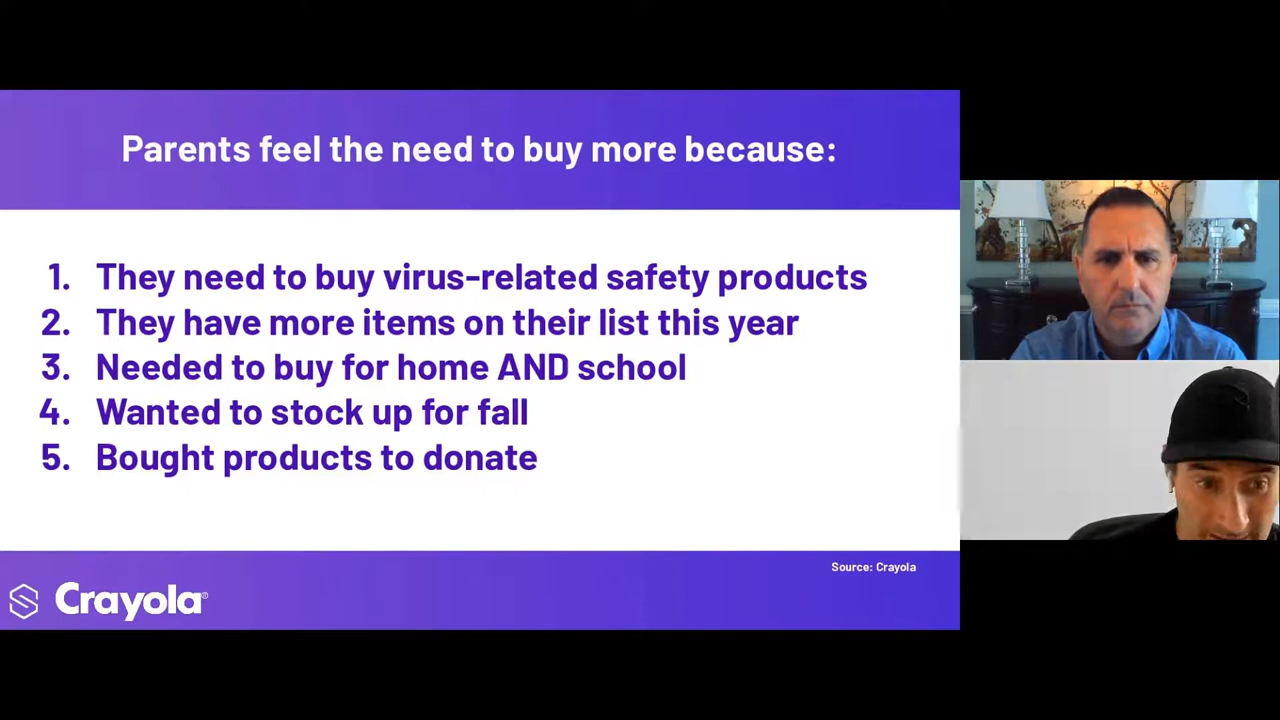 Parents feel the need to buy more because:
1. They need to buy virus-related safety products
2. They have more items on their list this year
3. Needed to buy for home AND school
4. Wanted to stock up for fall
5. Bought products to donate
Source: Crayola
Crayola®